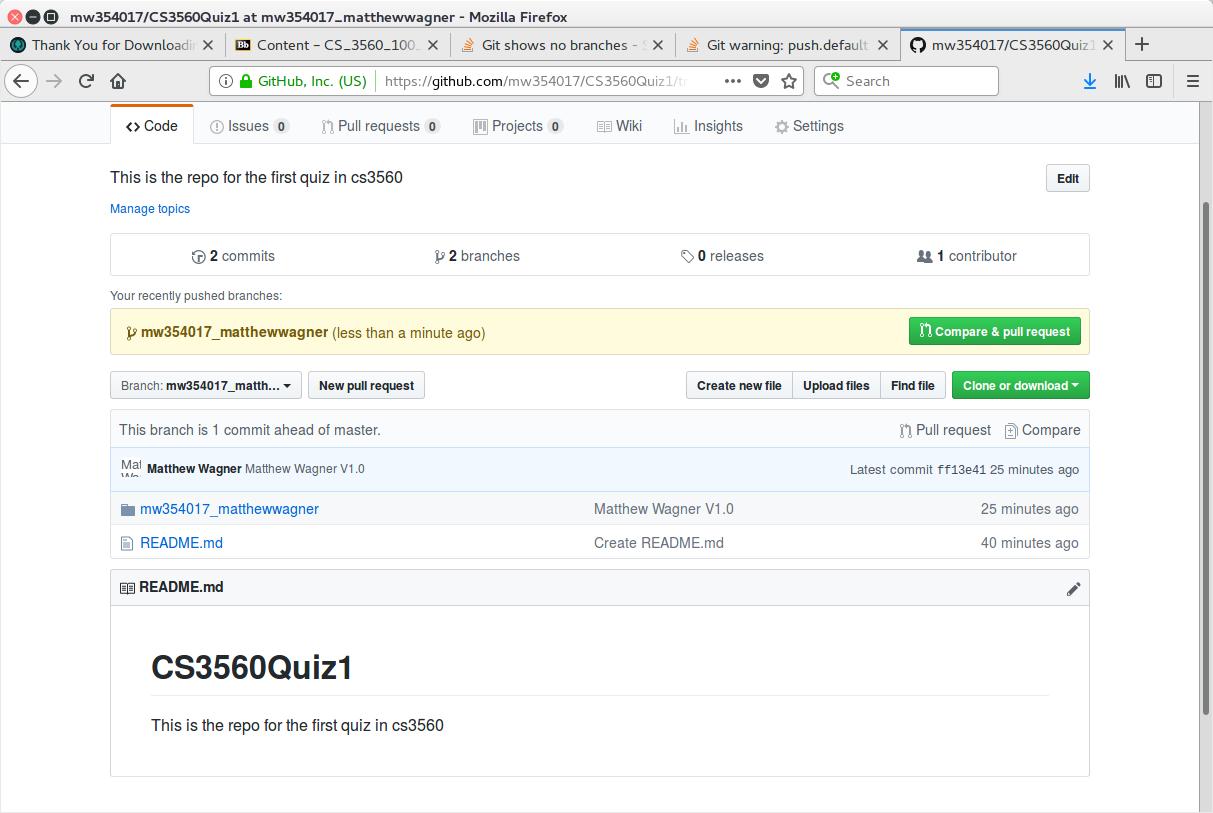 mw354017/CS3560Quiz1 at mw354017_matthewwagner - Mozilla Firefox
Thank You for Downloadin
Bb Content – CS_3560_100_
Git shows no branches - S
Git warning: push.default
mw354017/CS3560Quiz1
GitHub, Inc. (US) https://github.com/mw354017/CS3560Quiz1/tr Search
Code Issues 0 Pull requests 0 Projects 0 Wiki Insights Settings
This is the repo for the first quiz in cs3560 Edit
Manage topics
2 commits 2 branches 0 releases 1 contributor
Your recently pushed branches:
mw354017_matthewwagner (less than a minute ago) Compare & pull request
Branch: mw354017_matth... New pull request Create new file Upload files Find file Clone or download
This branch is 1 commit ahead of master. Pull request Compare
Matthew Wagner Matthew Wagner V1.0 Latest commit ff13e41 25 minutes ago
mw354017_matthewwagner Matthew Wagner V1.0 25 minutes ago
README.md Create README.md 40 minutes ago
README.md
CS3560Quiz1
This is the repo for the first quiz in cs3560